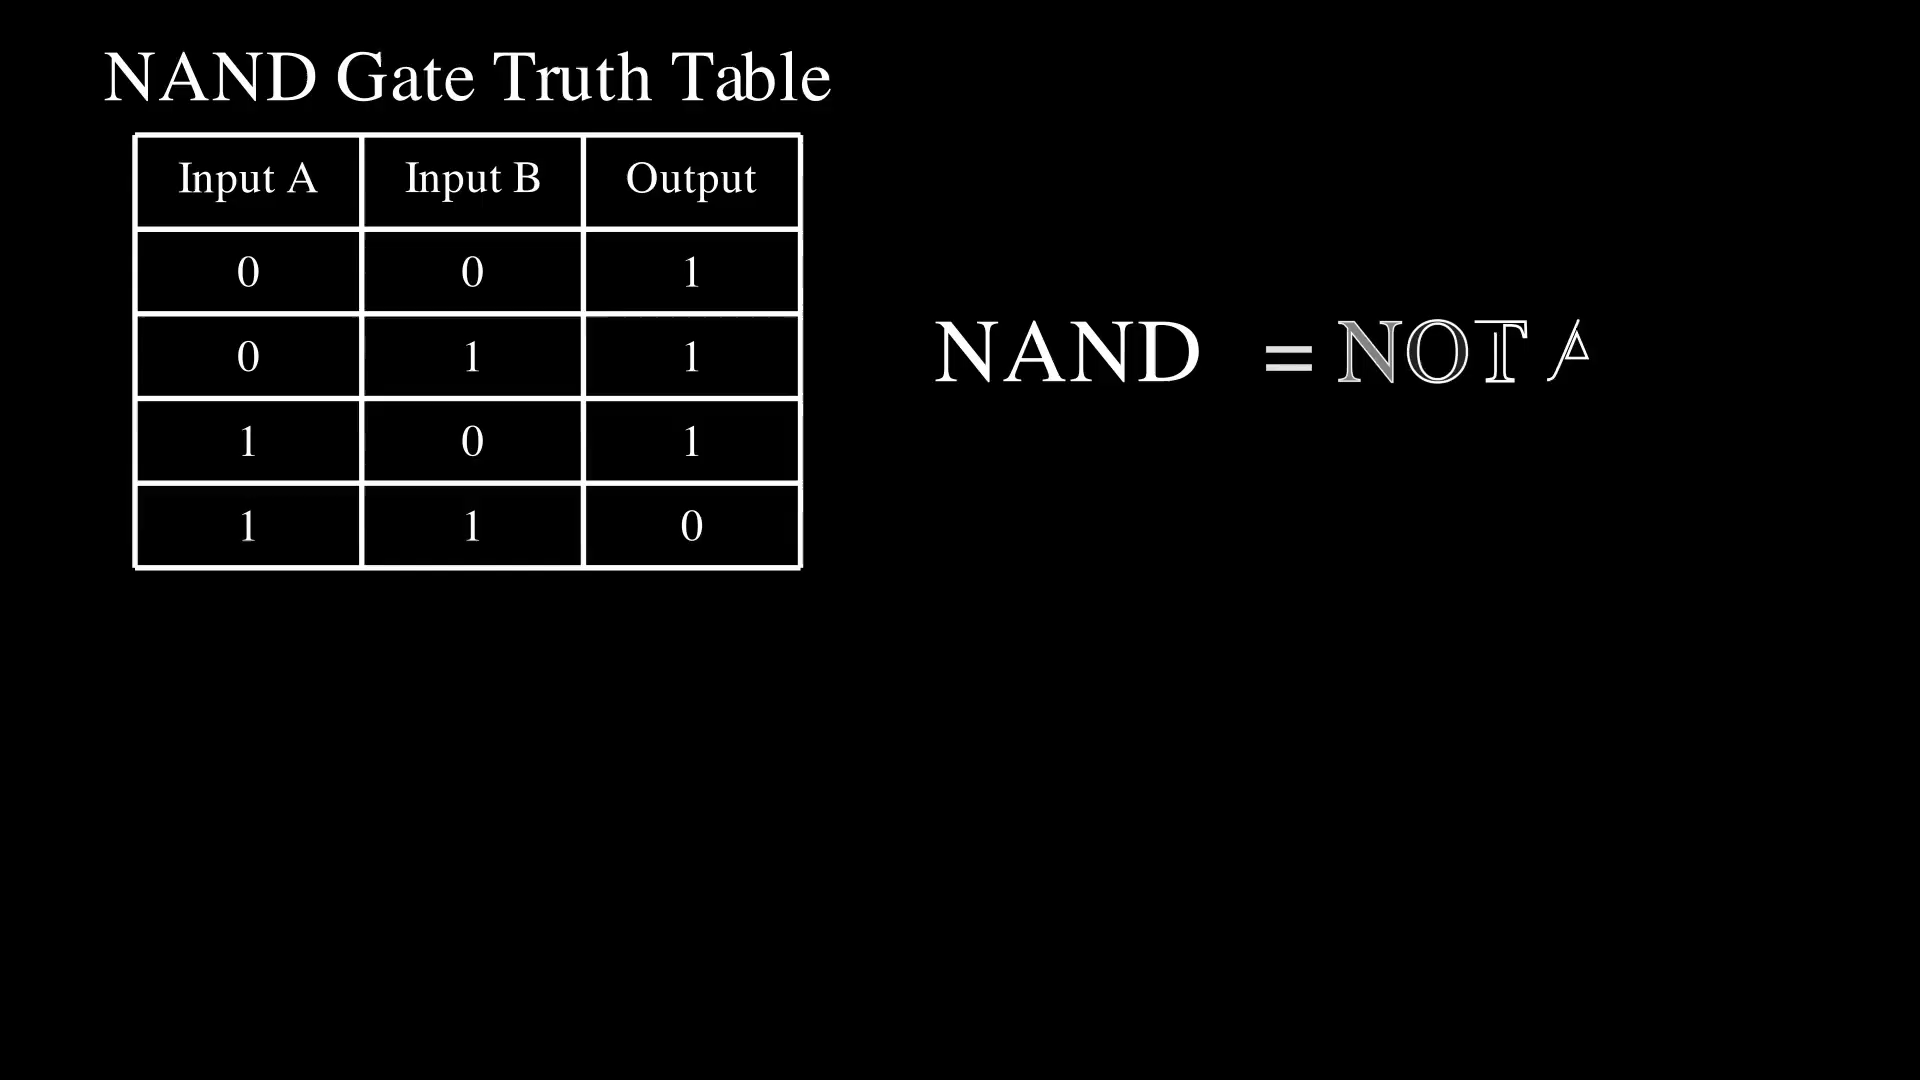 NAND Gate Truth Table
Input A Input B Output
0 0 1
0 1 1
1 0 1
1 1 0
NAND = NOT A